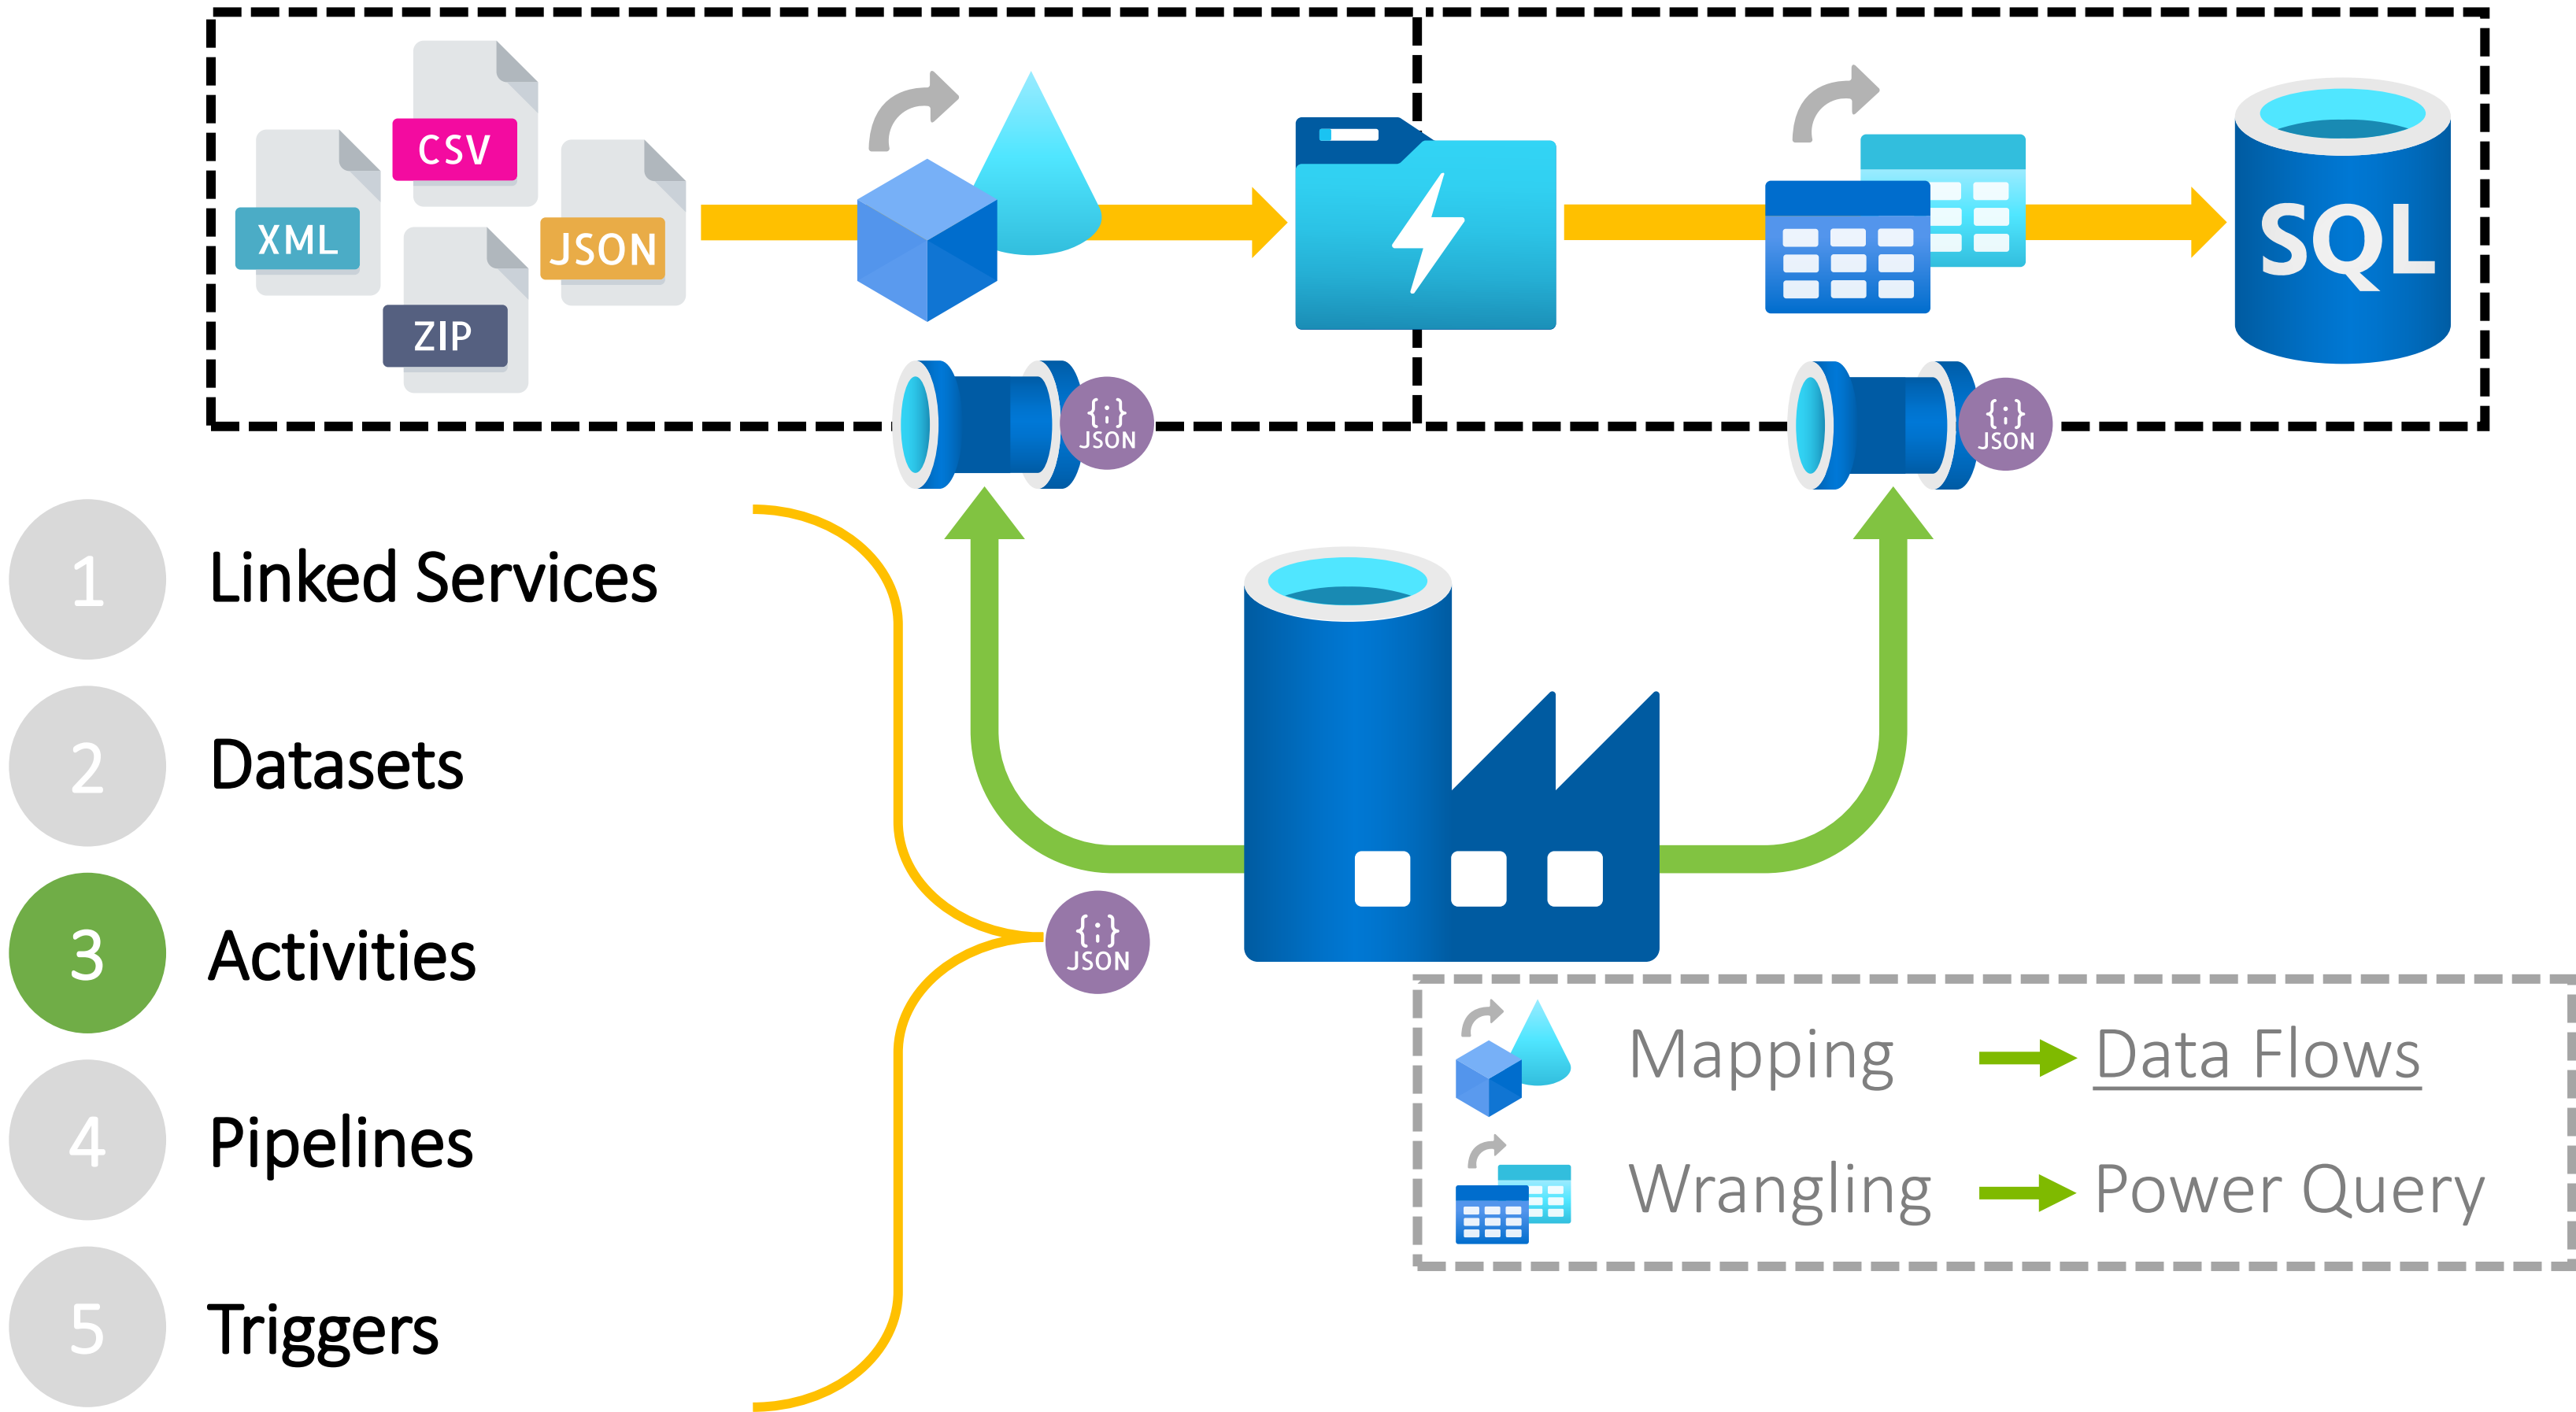 CSV
XML
JSON
ZIP
SQL
{;}
JSON
{;}
JSON
1 Linked Services
2 Datasets
3 Activities
{;}
JSON
4 Pipelines
5 Triggers
Mapping Data Flows
Wrangling Power Query